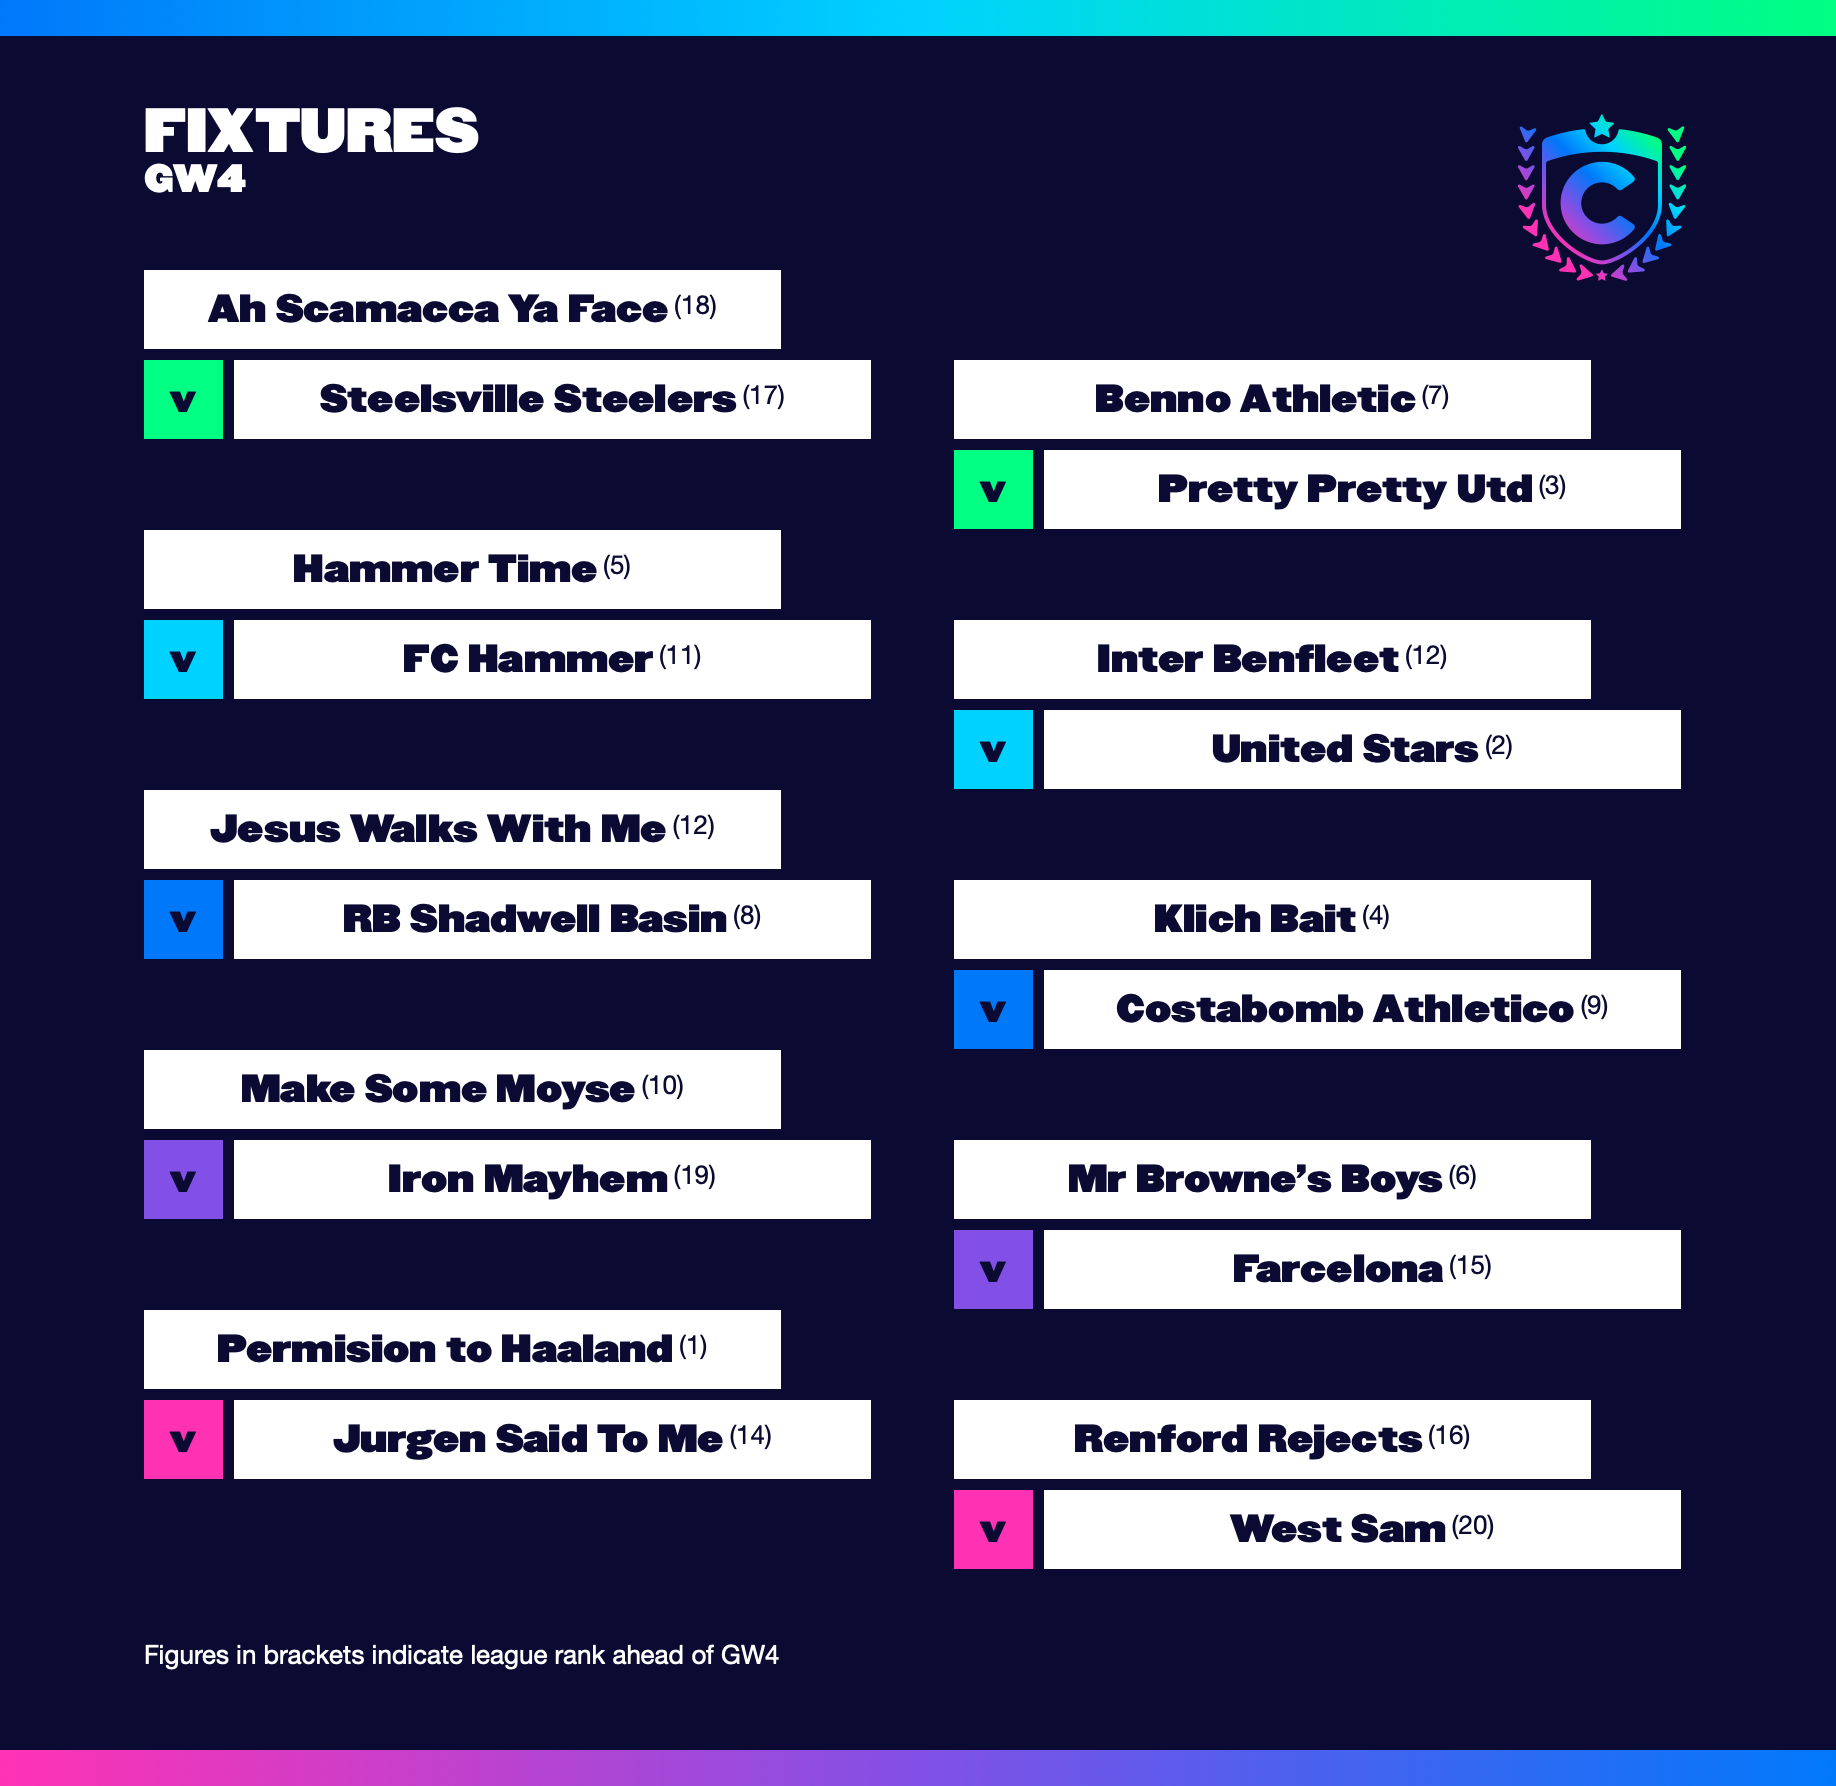 FIXTURES
GW4
Ah Scamacca Ya Face (18)
v Steelsville Steelers (17)
Benno Athletic (7)
v Pretty Pretty Utd (3)
Hammer Time (5)
v FC Hammer (11)
Inter Benfleet (12)
v United Stars (2)
Jesus Walks With Me (12)
v RB Shadwell Basin (8)
Klich Bait (4)
v Costabomb Athletico (9)
Make Some Moyse (10)
v Iron Mayhem (19)
Mr Browne’s Boys (6)
v Farcelona (15)
Permision to Haaland (1)
v Jurgen Said To Me (14)
Renford Rejects (16)
v West Sam (20)
Figures in brackets indicate league rank ahead of GW4
C